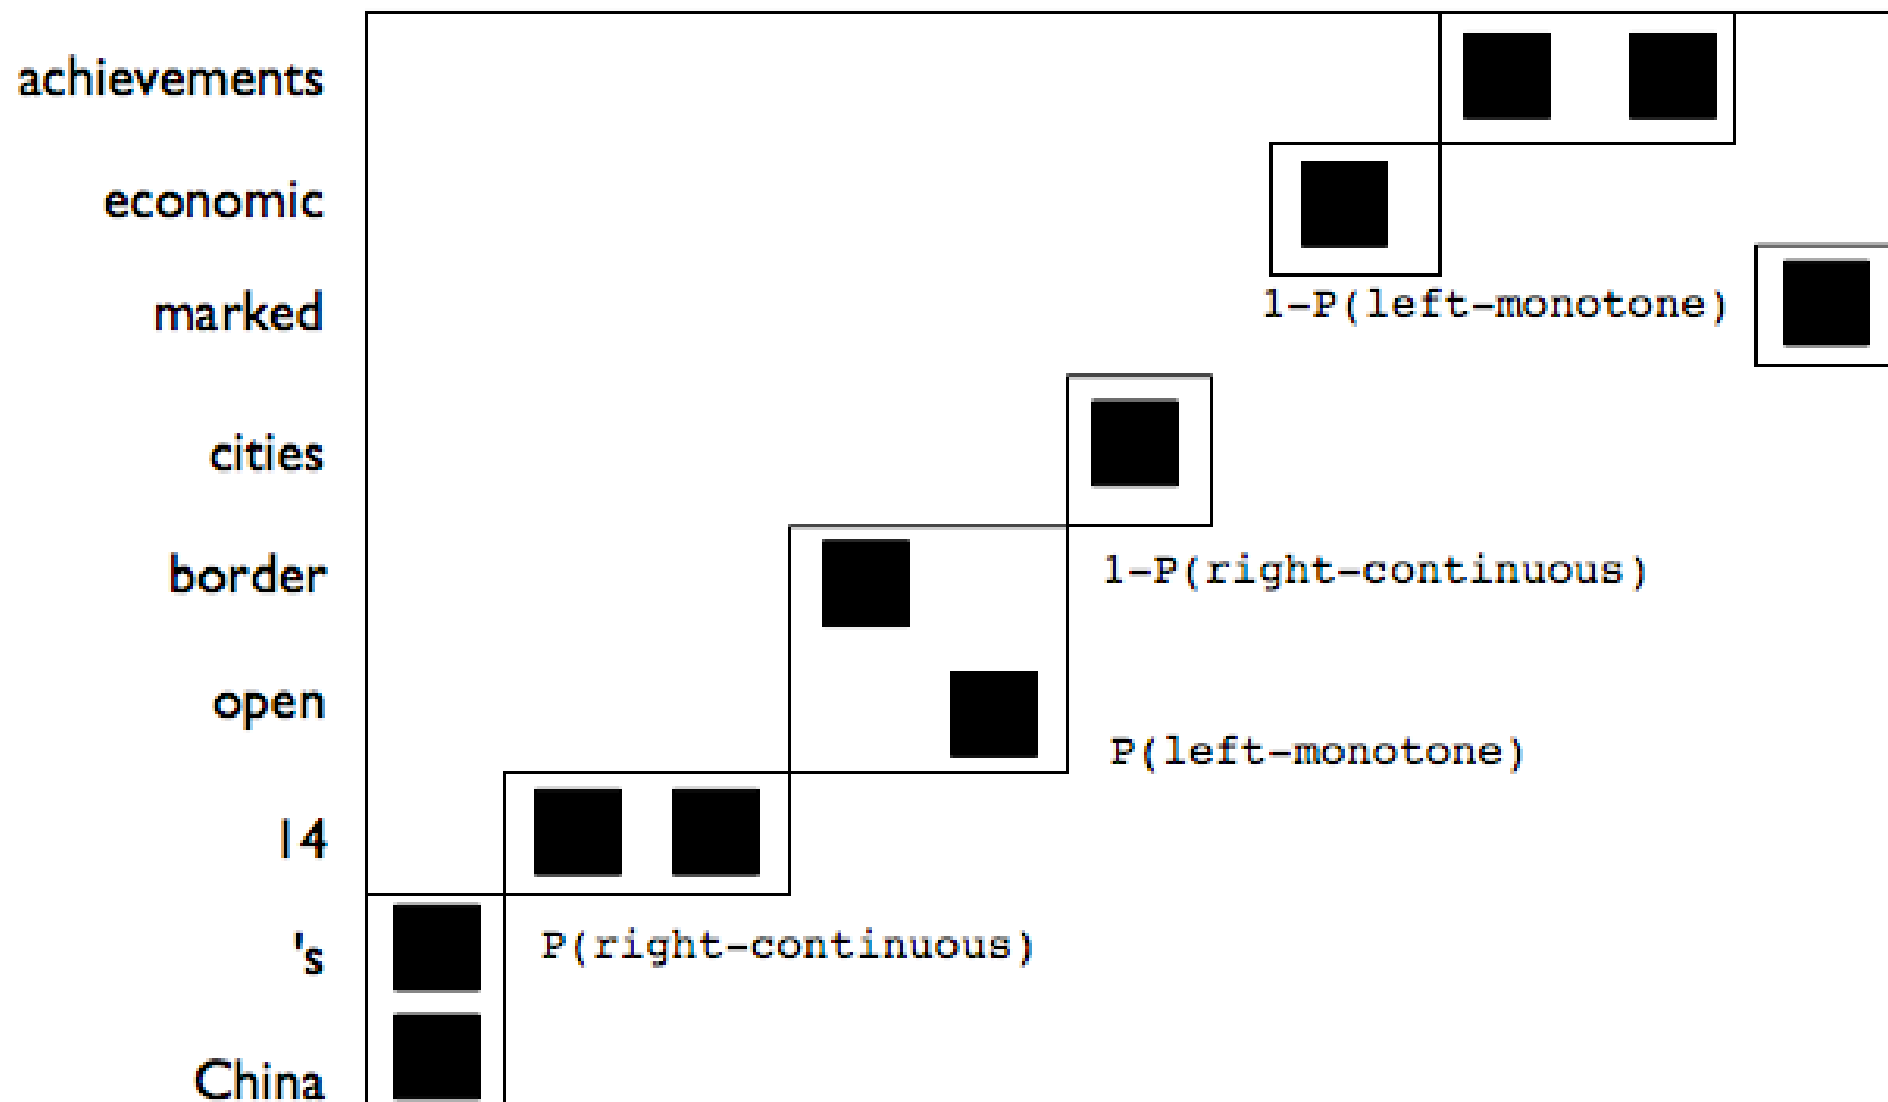 achievements
economic
marked
1-P(left-monotone)
cities
border
1-P(right-continuous)
open
P(left-monotone)
14
's
P(right-continuous)
China